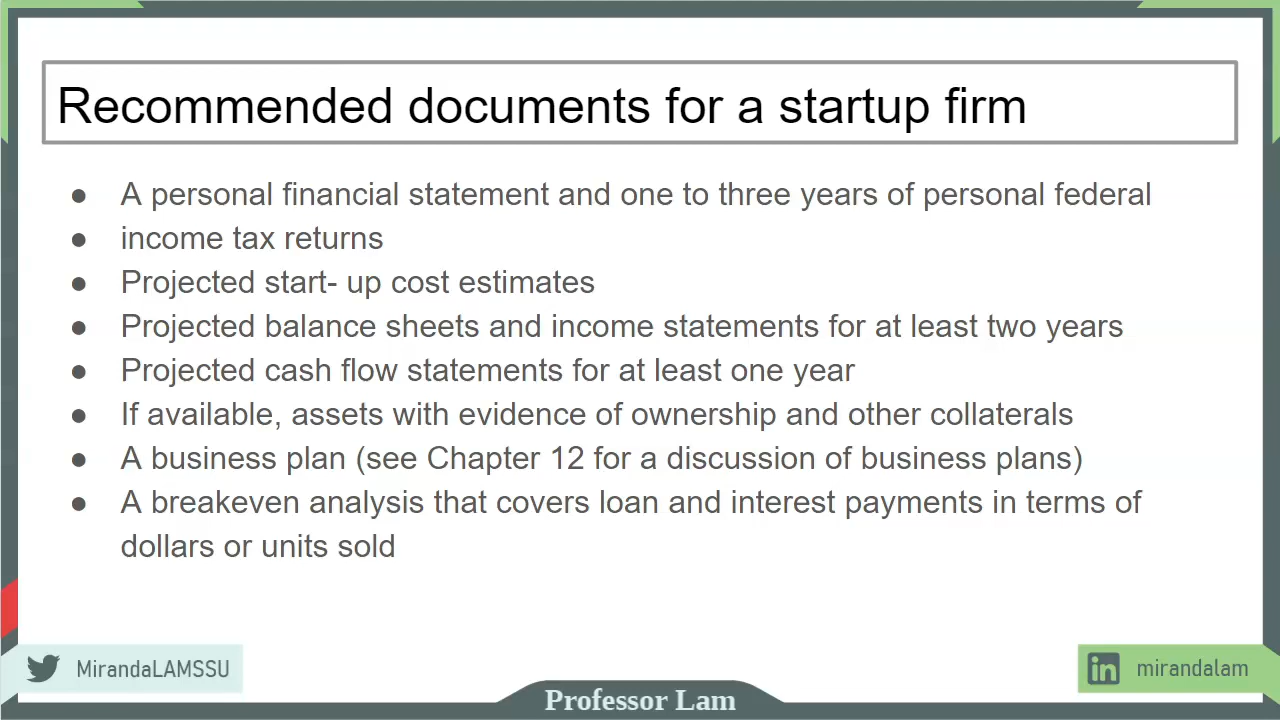 Recommended documents for a startup firm
● A personal financial statement and one to three years of personal federal
● income tax returns
● Projected start- up cost estimates
● Projected balance sheets and income statements for at least two years
● Projected cash flow statements for at least one year
● If available, assets with evidence of ownership and other collaterals
● A business plan (see Chapter 12 for a discussion of business plans)
● A breakeven analysis that covers loan and interest payments in terms of
dollars or units sold
MirandaLAMSSU
in mirandalam
Professor Lam